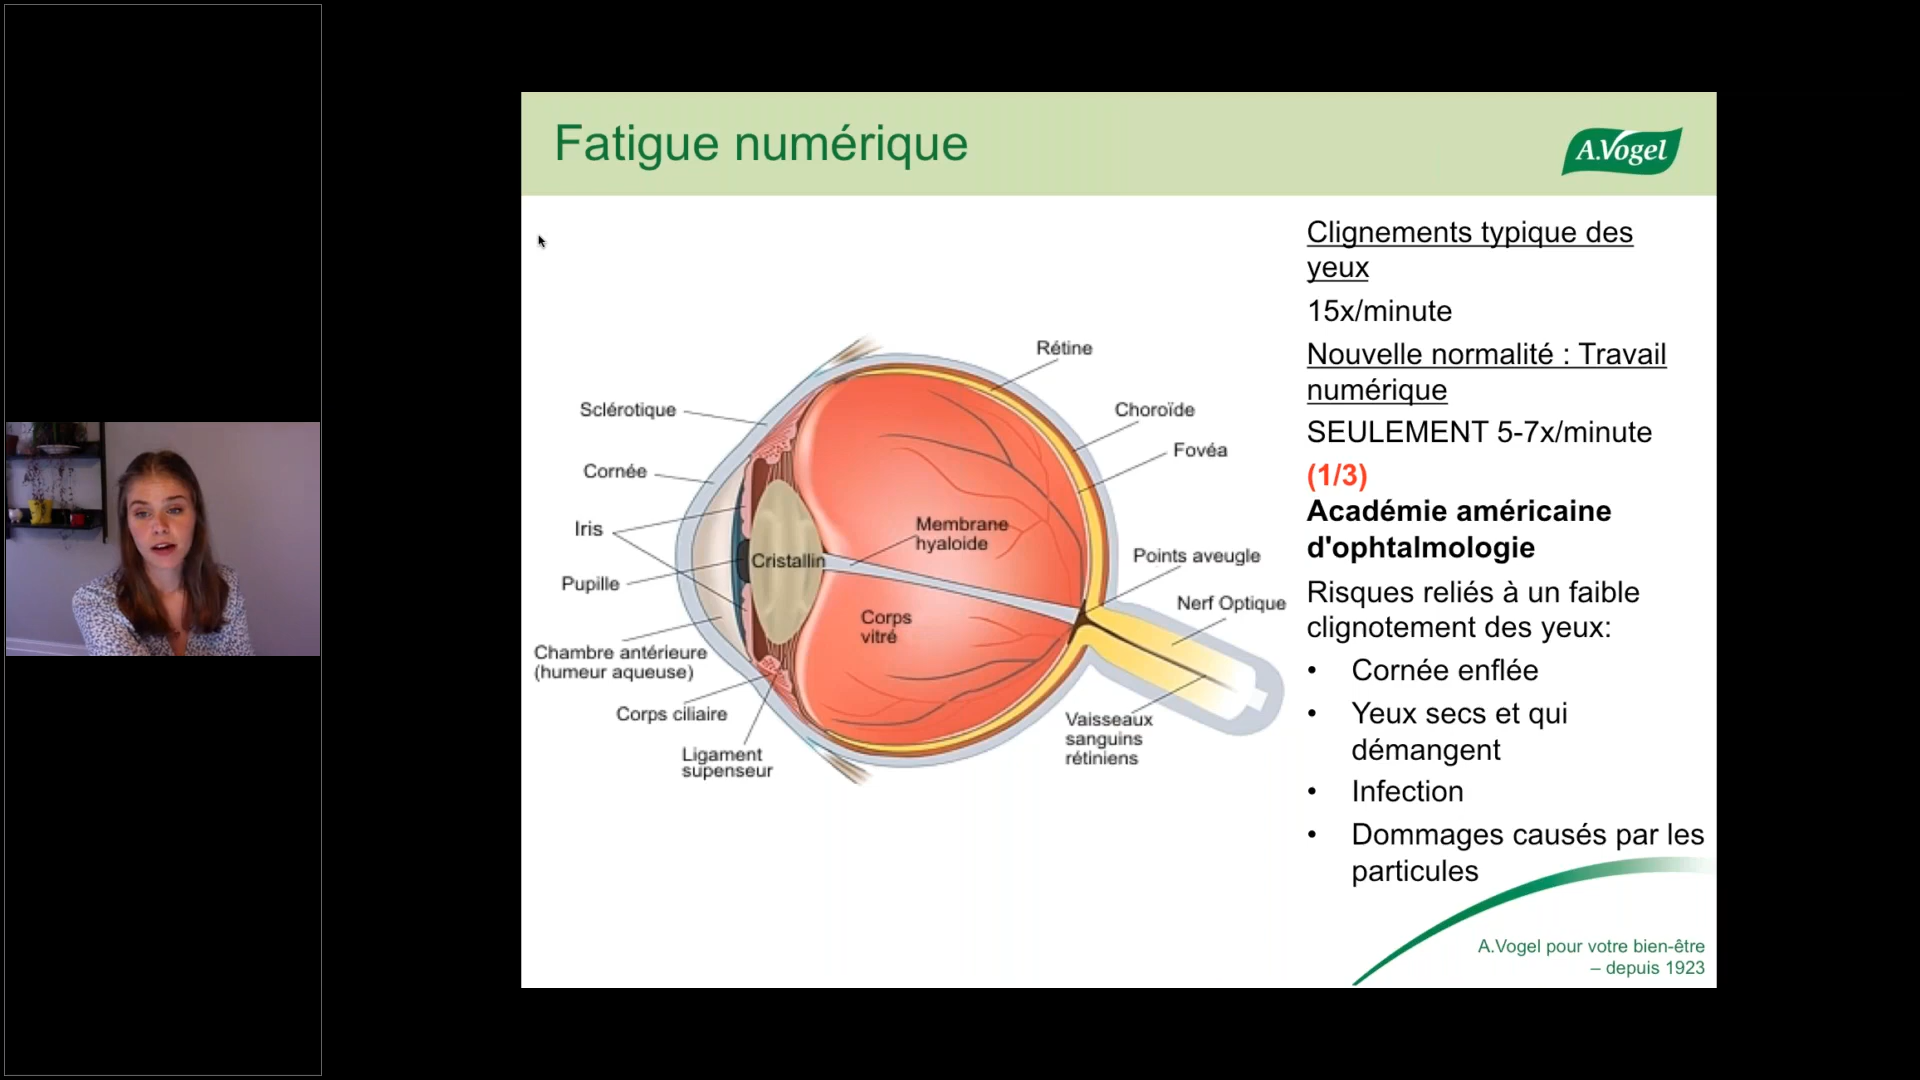 Fatigue numérique
A.Vogel
Clignements typique des
yeux
15x/minute
Nouvelle normalité : Travail
numérique
SEULEMENT 5-7x/minute
(1/3)
Académie américaine
d'ophtalmologie
Risques reliés à un faible
clignotement des yeux:
• Cornée enflée
• Yeux secs et qui
démangent
• Infection
• Dommages causés par les
particules
Rétine
Sclérotique
Choroïde
Fovéa
Cornée
Iris
Membrane
hyaloide
Cristallin
Points aveugle
Pupille
Nerf Optique
Corps
vitré
Chambre antérieure
(humeur aqueuse)
Corps ciliaire
Vaisseaux
sanguins
rétiniens
Ligament
supenseur
A.Vogel pour votre bien-être
– depuis 1923